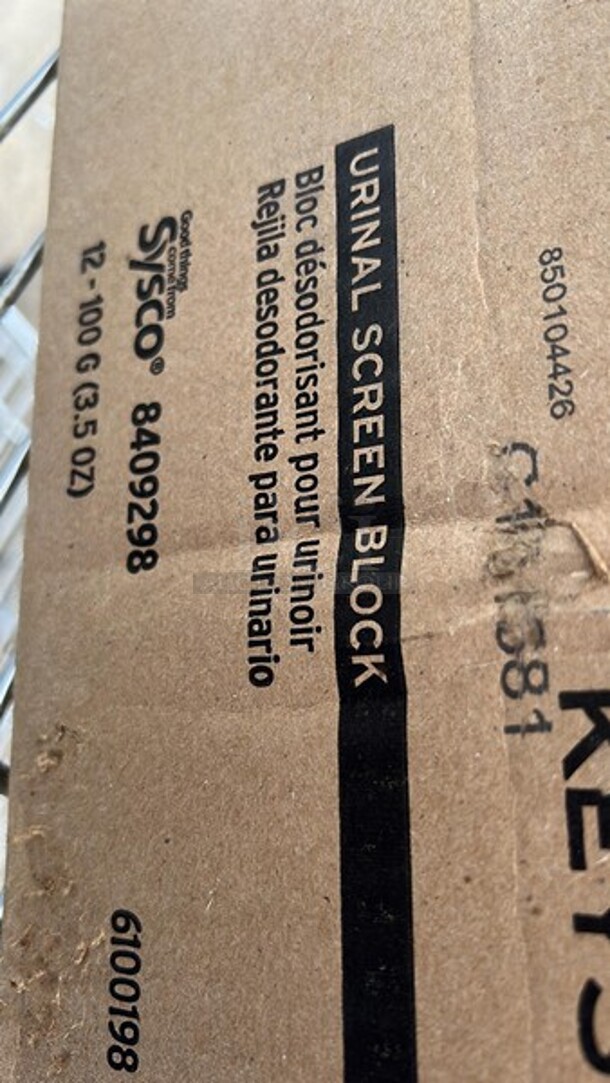 850104426
URINAL SCREEN BLOCK
Bloc désodorisant pour urinoir
Rejila desodorante para urinario
Good things
come from
Sysco® 8409298
12 - 100 G (3.5 OZ)
6100198